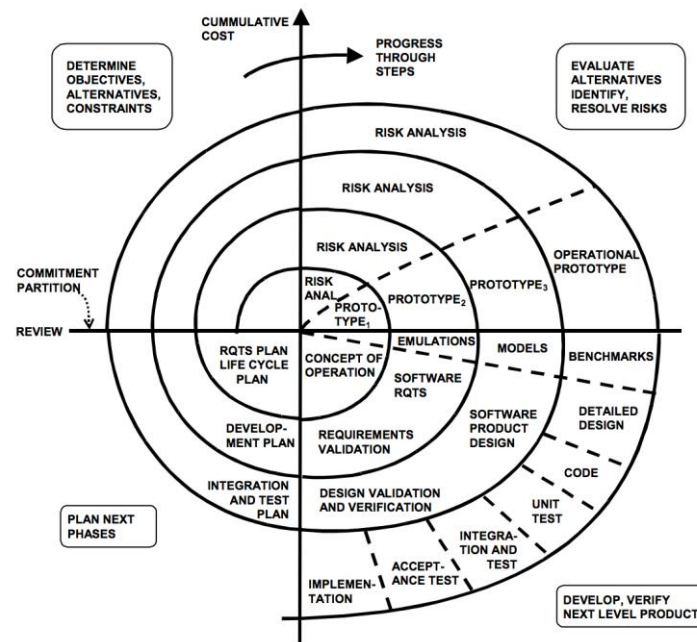 CUMMULATIVE
COST
PROGRESS
THROUGH
STEPS
DETERMINE
OBJECTIVES,
ALTERNATIVES,
CONSTRAINTS
EVALUATE
ALTERNATIVES
IDENTIFY,
RESOLVE RISKS
RISK ANALYSIS
RISK ANALYSIS
RISK ANALYSIS
RISK
ANAL.
PROTO-
TYPE1
PROTOTYPE2
PROTOTYPE3
OPERATIONAL
PROTOTYPE
COMMITMENT
PARTITION
REVIEW
RQTS PLAN
LIFE CYCLE
PLAN
CONCEPT OF
OPERATION
EMULATIONS
MODELS
BENCHMARKS
SOFTWARE
RQTS
SOFTWARE
PRODUCT
DESIGN
DETAILED
DESIGN
DEVELOP-
MENT PLAN
REQUIREMENTS
VALIDATION
CODE
INTEGRATION
AND TEST
PLAN
DESIGN VALIDATION
AND VERIFICATION
UNIT
TEST
INTEGRA-
TION AND
TEST
ACCEPT-
ANCE TEST
IMPLEMEN-
TATION
PLAN NEXT
PHASES
DEVELOP, VERIFY
NEXT LEVEL PRODUCT